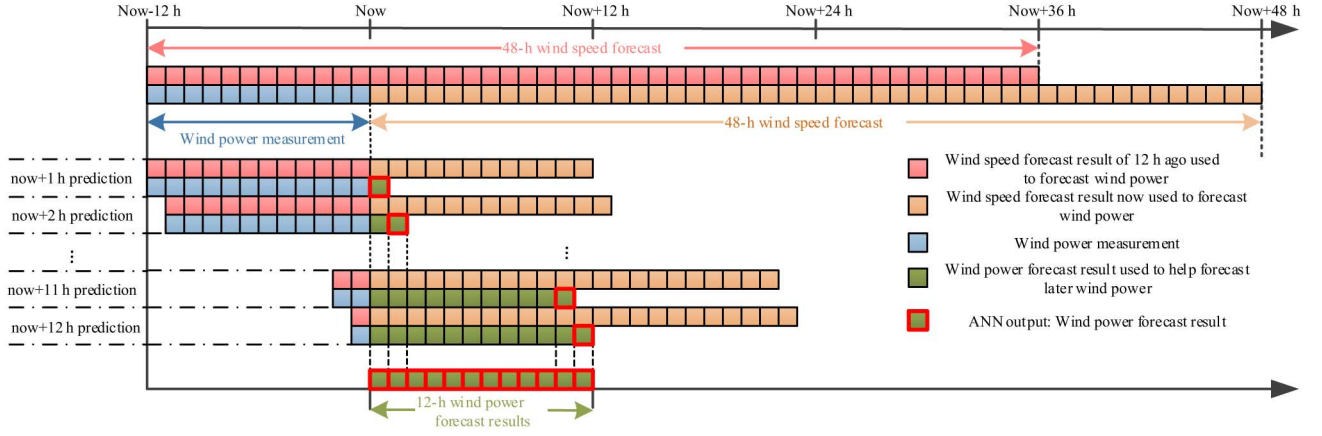 Now-12 h
Now
Now+12 h
Now+24 h
Now+36 h
Now+48 h
48-h wind speed forecast
Wind power measurement
48-h wind speed forecast
now+1 h prediction
now+2 h prediction
⋮
⋮
now+11 h prediction
now+12 h prediction
Wind speed forecast result of 12 h ago used
to forecast wind power
Wind speed forecast result now used to forecast
wind power
Wind power measurement
Wind power forecast result used to help forecast
later wind power
ANN output: Wind power forecast result
12-h wind power
forecast results